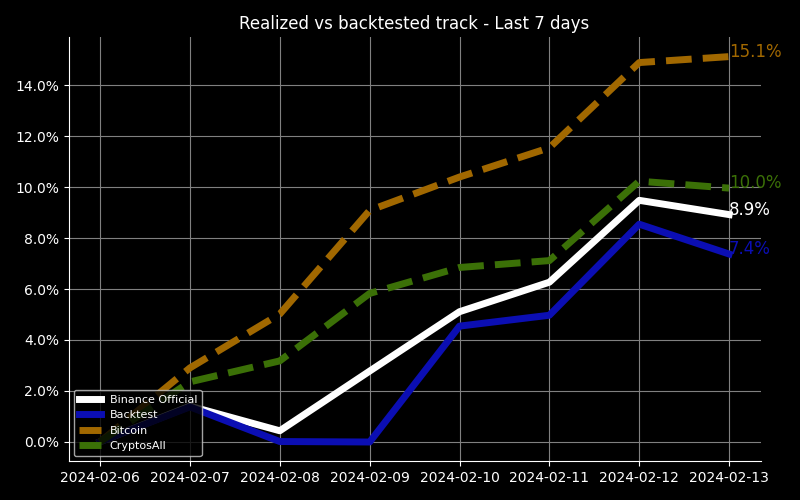 Realized vs backtested track - Last 7 days
15.1%
14.0%
12.0%
10.0%
10.0%
8.9%
8.0%
7.4%
6.0%
4.0%
2.0%
0.0%
Binance Official
Backtest
Bitcoin
CryptosAll
2024-02-06 2024-02-07 2024-02-08 2024-02-09 2024-02-10 2024-02-11 2024-02-12 2024-02-13